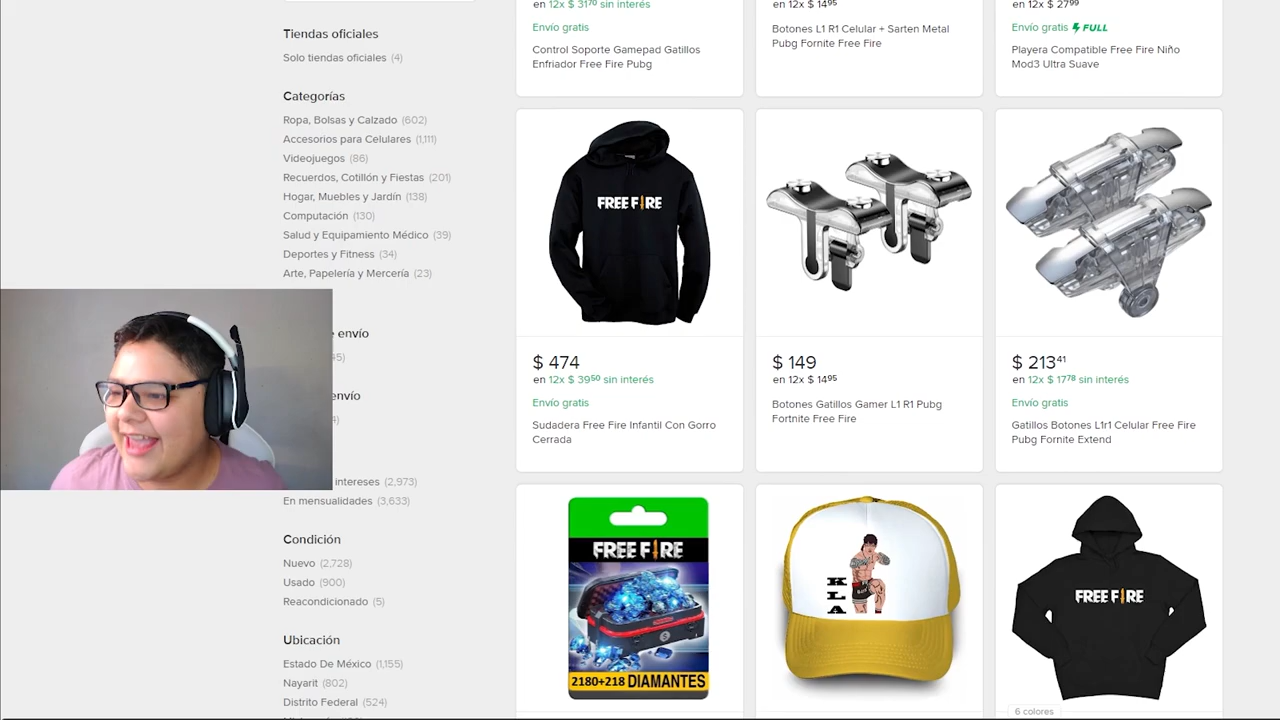 Tiendas oficiales
Solo tiendas oficiales (4)
Categorías
Ropa, Bolsas y Calzado (602)
Accesorios para Celulares (1,111)
Videojuegos (86)
Recuerdos, Cotillón y Fiestas (201)
Hogar, Muebles y Jardín (138)
Computación (130)
Salud y Equipamiento Médico (39)
Deportes y Fitness (34)
Arte, Papelería y Mercería (23)
envío
45)
envío
4)
intereses (2,973)
En mensualidades (3,633)
Condición
Nuevo (2,728)
Usado (900)
Reacondicionado (5)
Ubicación
Estado De México (1,155)
Nayarit (802)
Distrito Federal (524)
en 12x $ 31⁷⁰ sin interés
Envío gratis
Control Soporte Gamepad Gatillos
Enfriador Free Fire Pubg
en 12x $ 14⁹⁵
Botones L1 R1 Celular + Sarten Metal
Pubg Fornite Free Fire
en 12x $ 27⁹⁹
Envío gratis FULL
Playera Compatible Free Fire Niño
Mod3 Ultra Suave
FREE FIRE
$ 474
en 12x $ 39⁵⁰ sin interés
Envío gratis
Sudadera Free Fire Infantil Con Gorro
Cerrada
$ 149
en 12x $ 14⁹⁵
Botones Gatillos Gamer L1 R1 Pubg
Fortnite Free Fire
$ 213⁴¹
en 12x $ 17⁷⁸ sin interés
Envío gratis
Gatillos Botones L1r1 Celular Free Fire
Pubg Fornite Extend
FREE FIRE
2180+218 DIAMANTES
KLA
FREE FIRE
6 colores